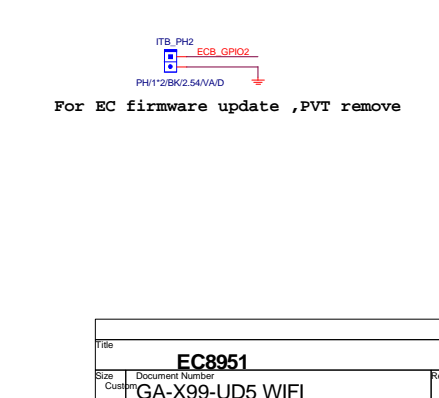 ITB_PH2
ECB_GPIO2
PH/1*2/BK/2.54/VA/D
For EC firmware update ,PVT remove
Title
EC8951
Size
Document Number
Custom
GA-X99-UD5 WIFI